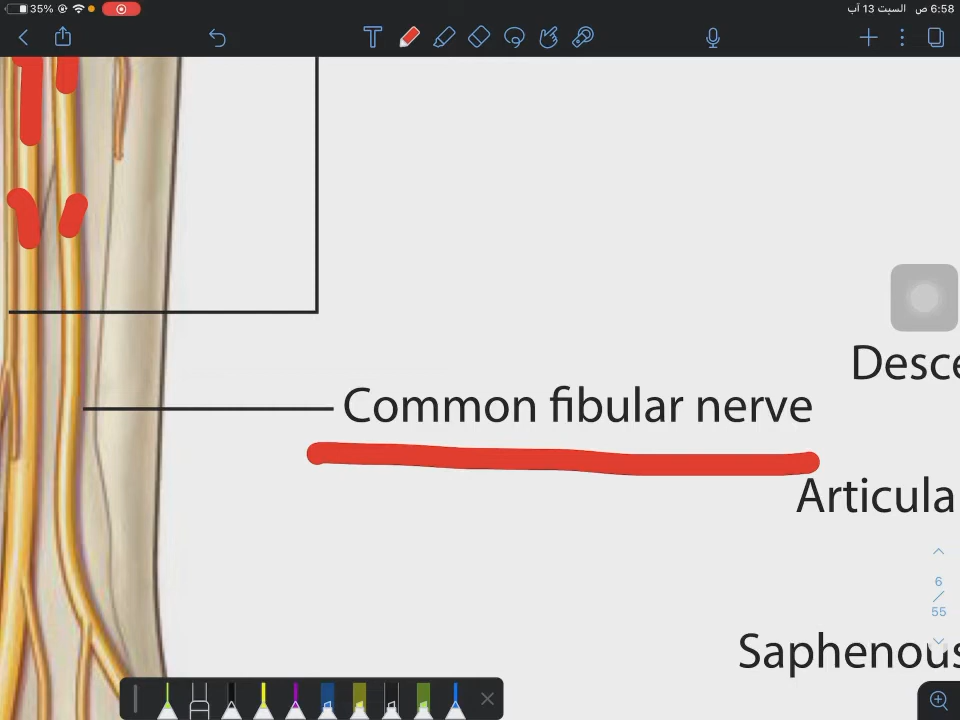 35%
السبت 13 آب 6:58 ص
T
Desce
Common fibular nerve
Articula
6
/
55
Saphenous